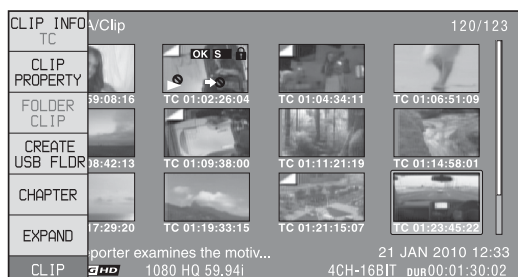 CLIP INFO A/Clip 120/123
TC
CLIP PROPERTY
FOLDER CLIP
CREATE USB FLDR
CHAPTER
EXPAND
CLIP
OK S
59:08:16 TC 01:02:26:04 TC 01:04:34:11 TC 01:06:51:09
08:42:13 TC 01:09:38:00 TC 01:11:21:19 TC 01:14:58:01
17:29:20 TC 01:19:33:15 TC 01:21:15:07 TC 01:23:45:22
porter examines the motiv... 21 JAN 2010 12:33
HD 1080 HQ 59.94i 4CH-16BIT DUR 00:01:30:02